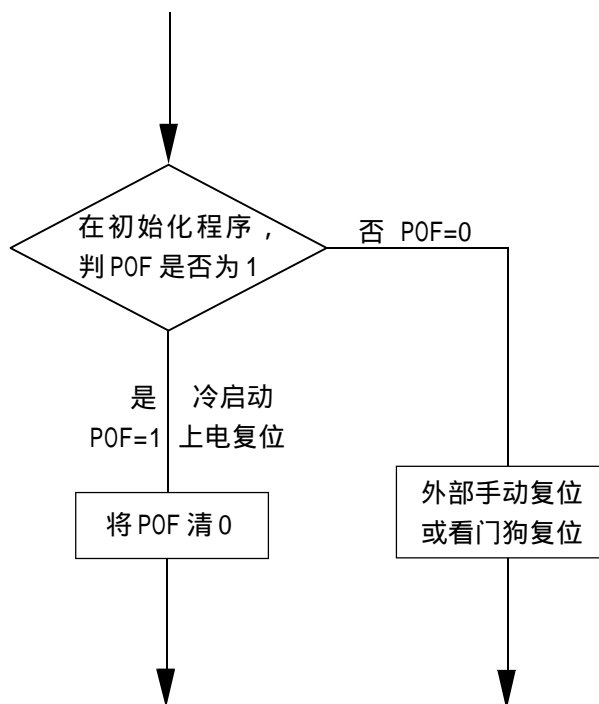 在初始化程序，
判POF是否为1
否 POF=0
是 冷启动
POF=1 上电复位
将POF清0
外部手动复位
或看门狗复位